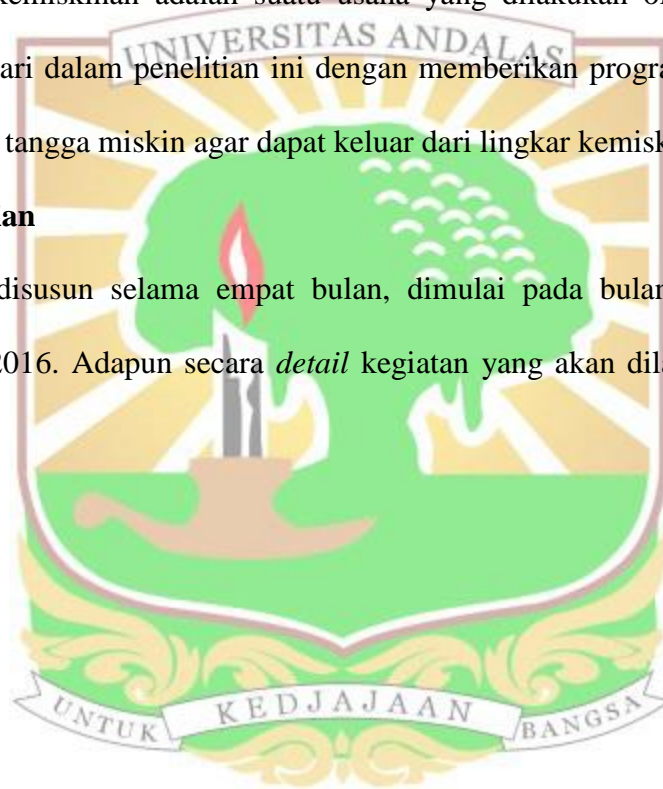 kemiskinan adalah suatu usaha yang dilakukan
UNIVERSITAS ANDALAS
ari dalam penelitian ini dengan memberikan progra
tangga miskin agar dapat keluar dari lingkar kemisk
an
disusun selama empat bulan, dimulai pada bulan
2016. Adapun secara detail kegiatan yang akan dila
UNTUK KEDJAJAAN BANGSA